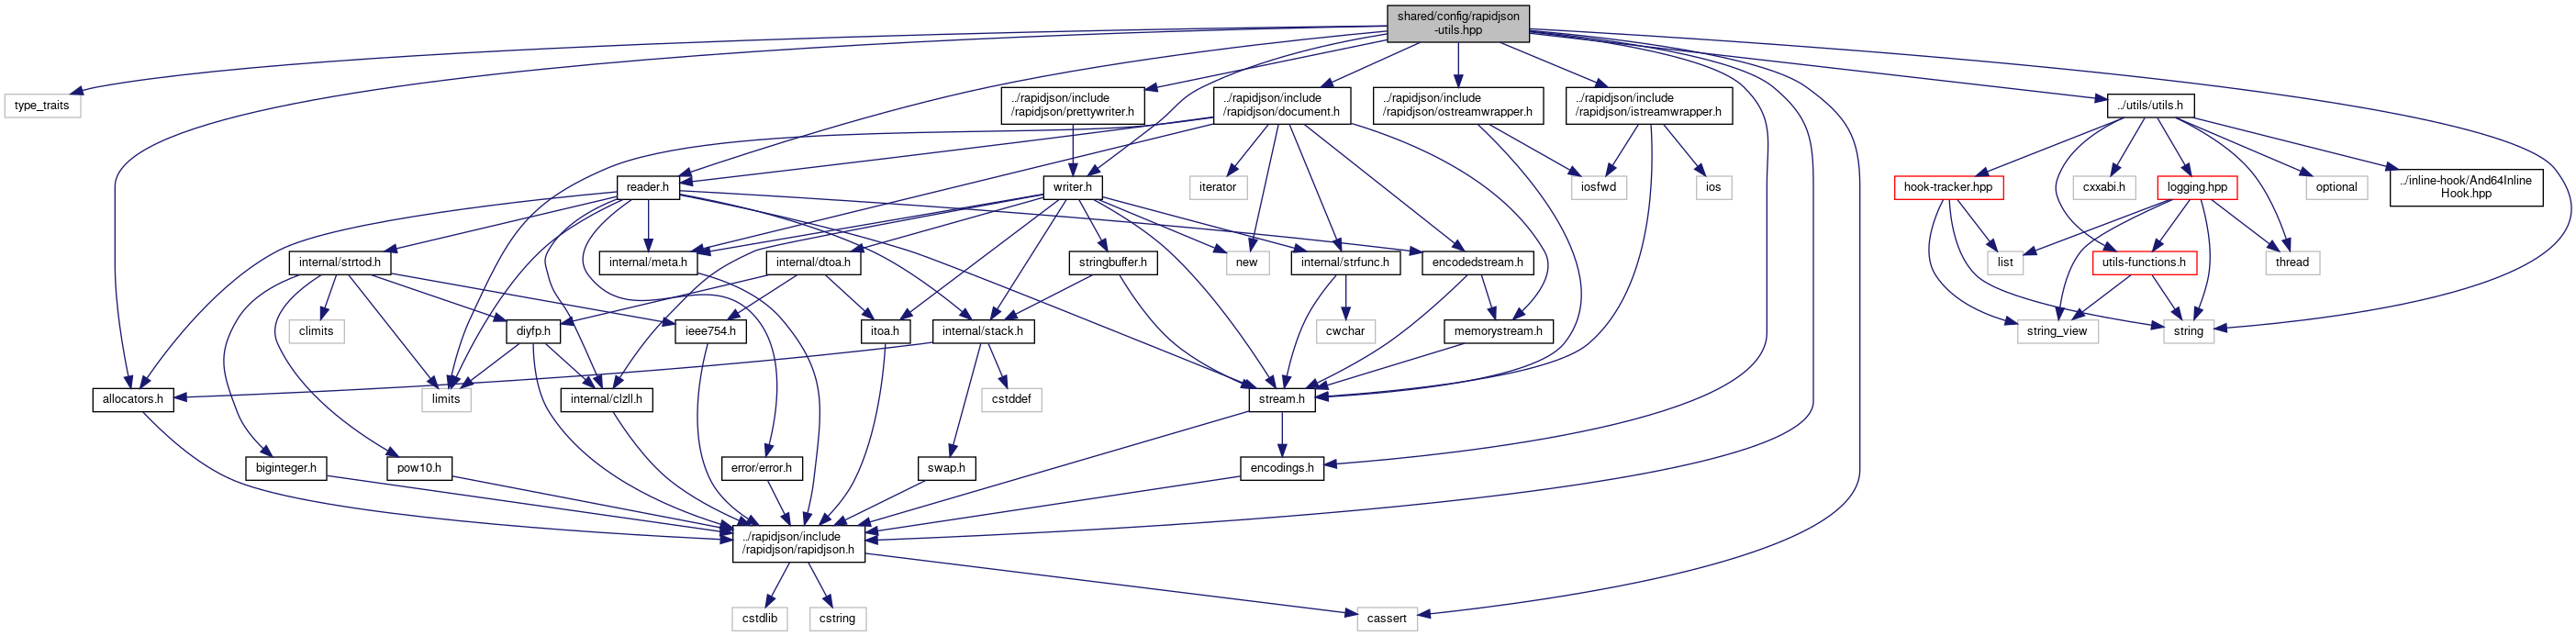 shared/config/rapidjson
-utils.hpp
type_traits
../rapidjson/include
/rapidjson/prettywriter.h
../rapidjson/include
/rapidjson/document.h
../rapidjson/include
/rapidjson/ostreamwrapper.h
../rapidjson/include
/rapidjson/istreamwrapper.h
../utils/utils.h
reader.h
writer.h
iterator
iosfwd
ios
hook-tracker.hpp
cxxabi.h
logging.hpp
optional
../inline-hook/And64Inline
Hook.hpp
internal/strtod.h
internal/meta.h
internal/dtoa.h
stringbuffer.h
new
internal/strfunc.h
encodedstream.h
list
utils-functions.h
thread
climits
diyfp.h
ieee754.h
itoa.h
internal/stack.h
cwchar
memorystream.h
string_view
string
allocators.h
limits
internal/clzll.h
cstddef
stream.h
biginteger.h
pow10.h
error/error.h
swap.h
encodings.h
../rapidjson/include
/rapidjson/rapidjson.h
cstdlib
cstring
cassert